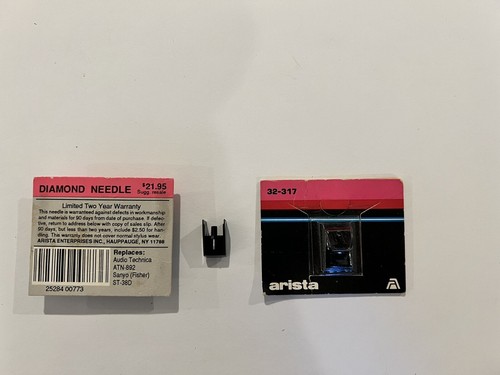 DIAMOND NEEDLE $21.95
Sugg. resale
Limited Two Year Warranty
This needle is warranteed against defects in workmanship
and materials for 90 days from date of purchase. If defec-
tive, return to address below with copy of sales slip. After
90 days, but less than two years, include $2.50 for han-
dling. This warranty does not cover normal stylus wear.
ARISTA ENTERPRISES INC., HAUPPAUGE, NY 11788
Replaces:
Audio Technica
ATN-892
Sanyo (Fisher)
ST-38D
25284 00773
32-317
arista